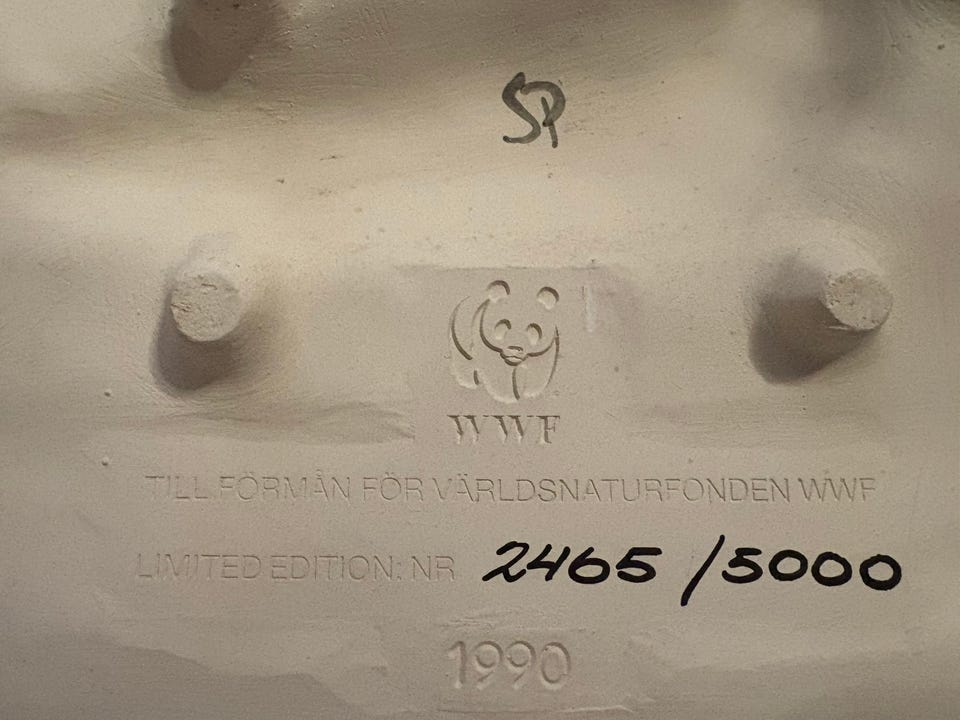 SP
WWF
TILL FÖRMÅN FÖR VÄRLDSNATURFONDEN WWF
LIMITED EDITION: NR 2465/5000
1990